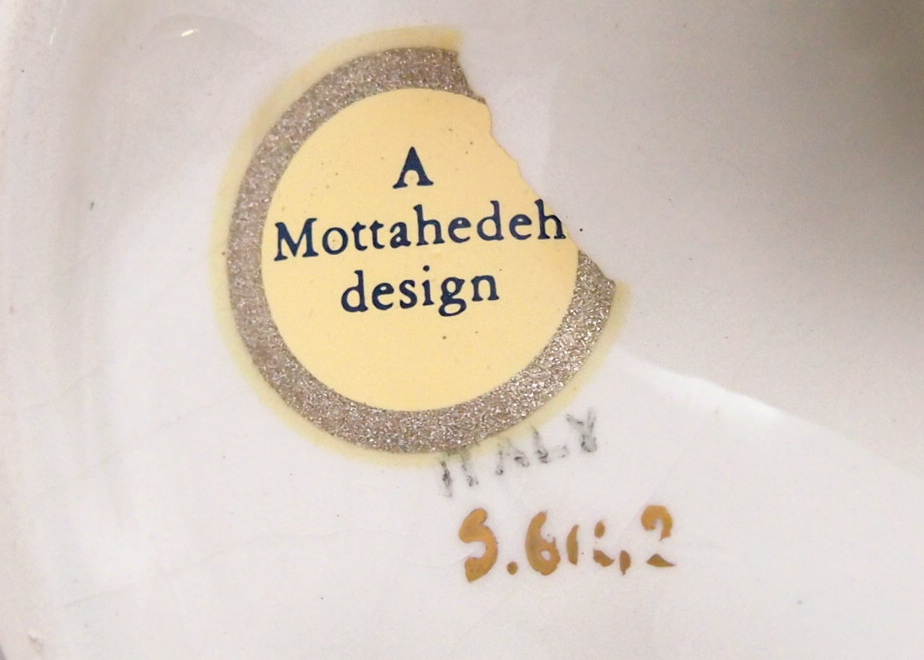 A
Mottahedeh
design
ITALY